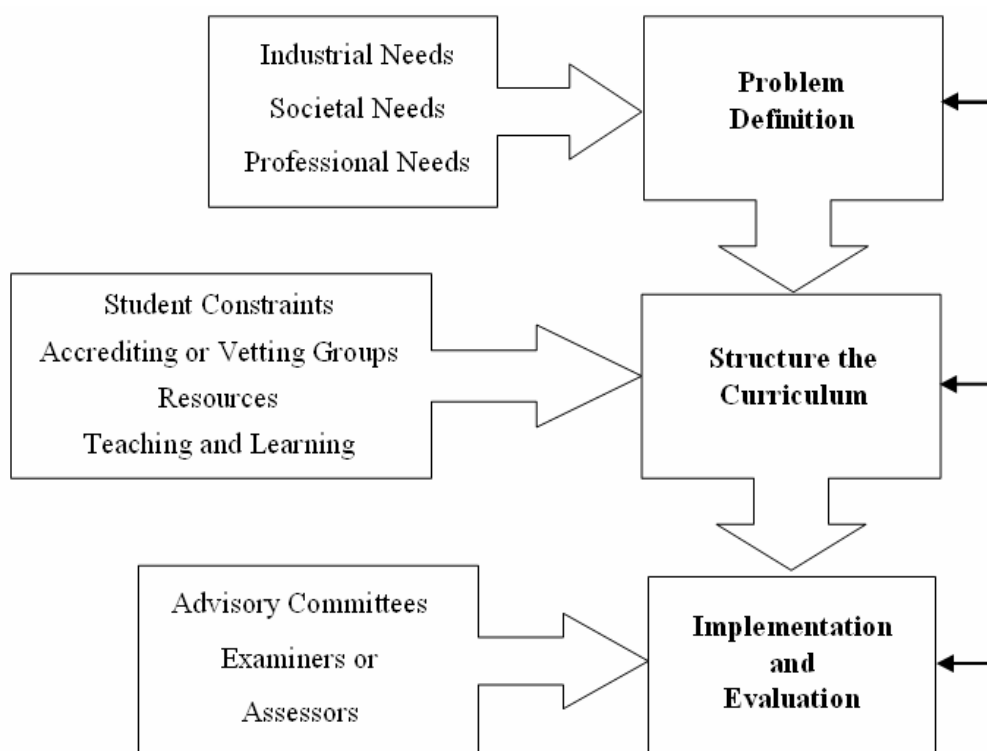 Industrial Needs
Societal Needs
Professional Needs
Problem
Definition
Student Constraints
Accrediting or Vetting Groups
Resources
Teaching and Learning
Structure the
Curriculum
Advisory Committees
Examiners or
Assessors
Implementation
and
Evaluation